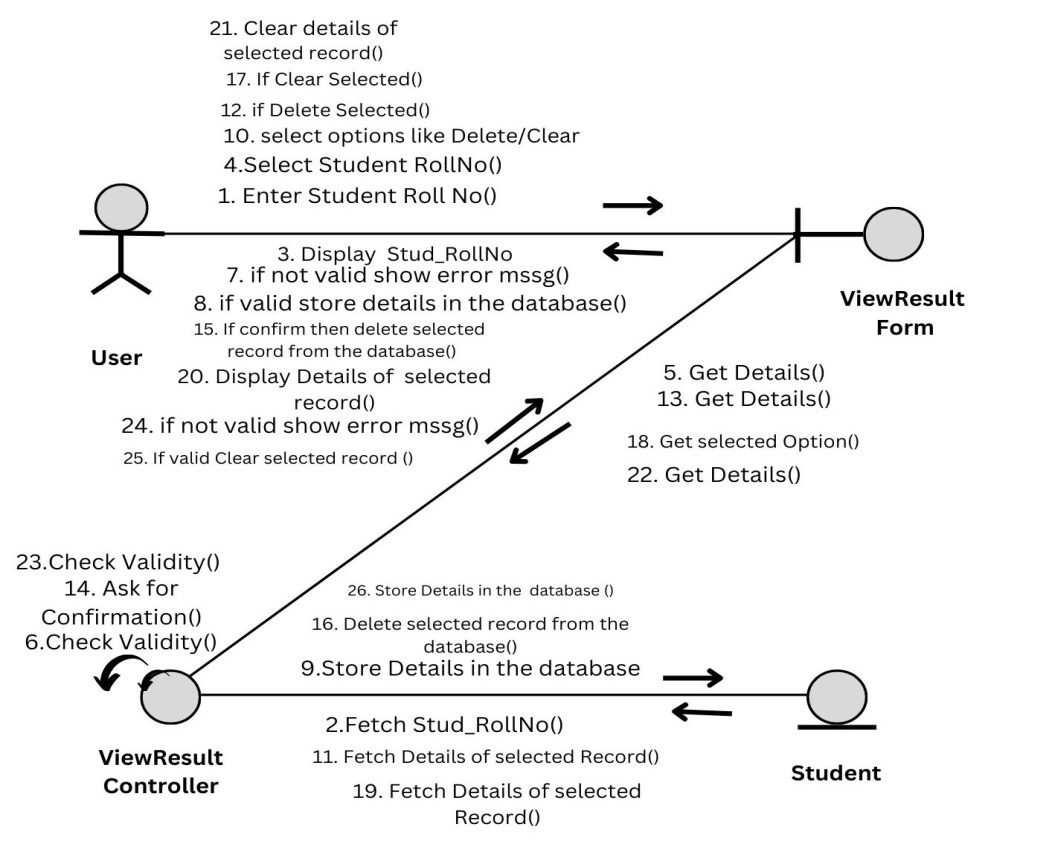 21. Clear details of
selected record()
17. If Clear Selected()
12. if Delete Selected()
10. select options like Delete/Clear
4.Select Student RollNo()
1. Enter Student Roll No()
3. Display Stud_RollNo
7. if not valid show error mssg()
8. if valid store details in the database()
15. If confirm then delete selected
record from the database()
20. Display Details of selected
record()
24. if not valid show error mssg()
25. If valid Clear selected record ()
User
ViewResult
Form
5. Get Details()
13. Get Details()
18. Get selected Option()
22. Get Details()
23.Check Validity()
14. Ask for
Confirmation()
6.Check Validity()
26. Store Details in the database ()
16. Delete selected record from the
database()
9.Store Details in the database
2.Fetch Stud_RollNo()
11. Fetch Details of selected Record()
19. Fetch Details of selected
Record()
ViewResult
Controller
Student